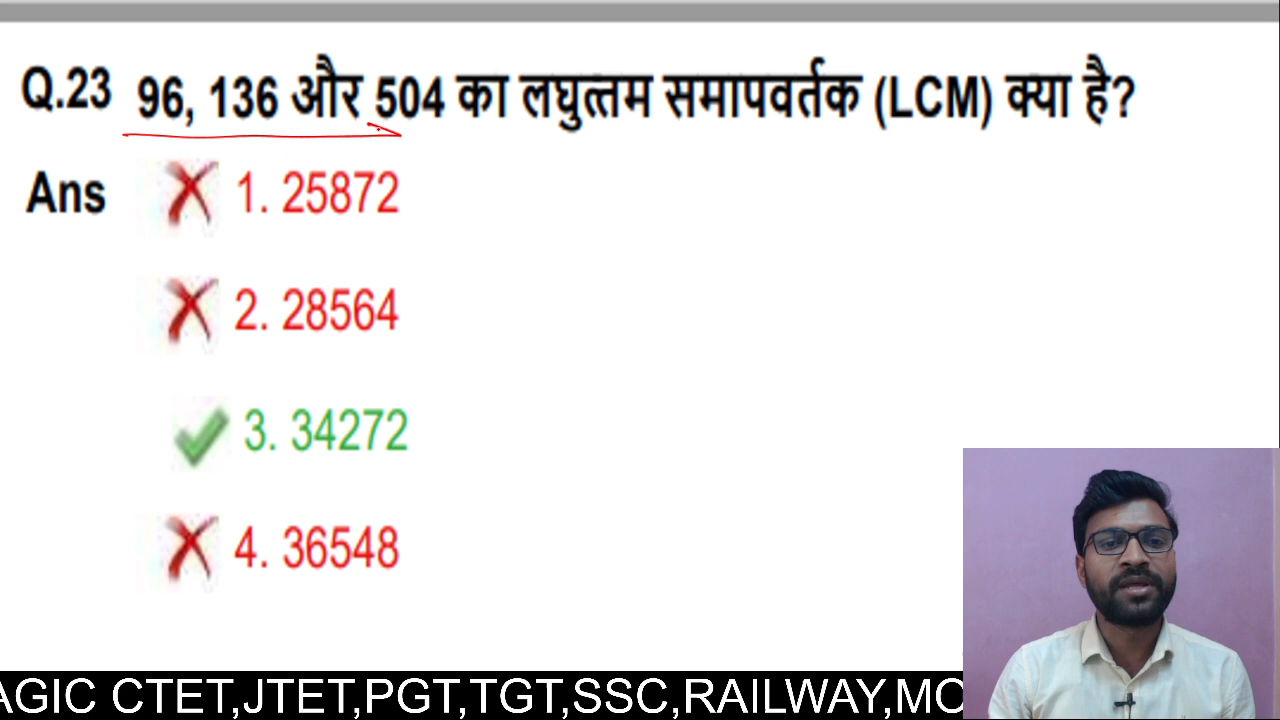 Q.23 96, 136 और 504 का लघुत्तम समापवर्तक (LCM) क्या है?
Ans 1. 25872
2. 28564
3. 34272
4. 36548
AGIC CTET,JTET,PGT,TGT,SSC,RAILWAY,MC